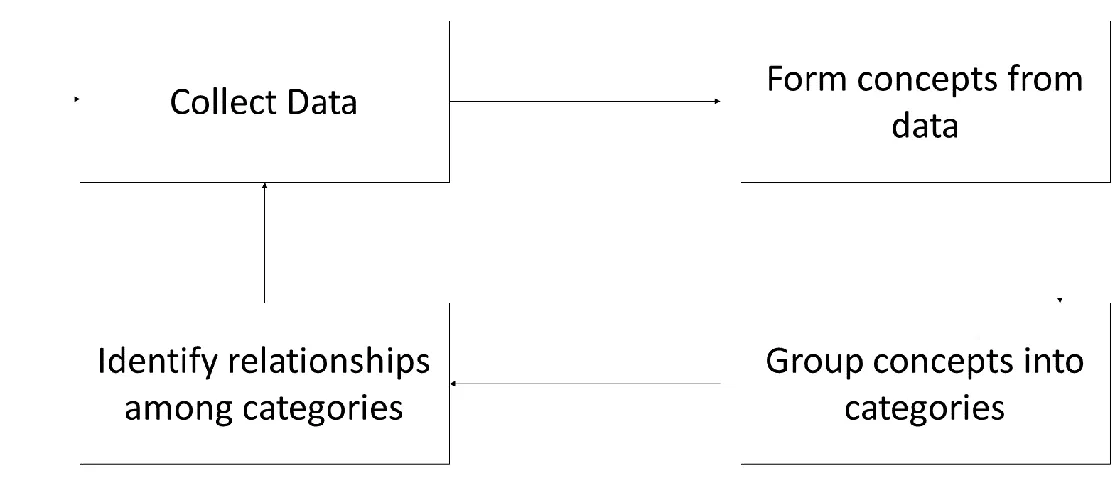 Collect Data
Form concepts from
data
Identify relationships
among categories
Group concepts into
categories